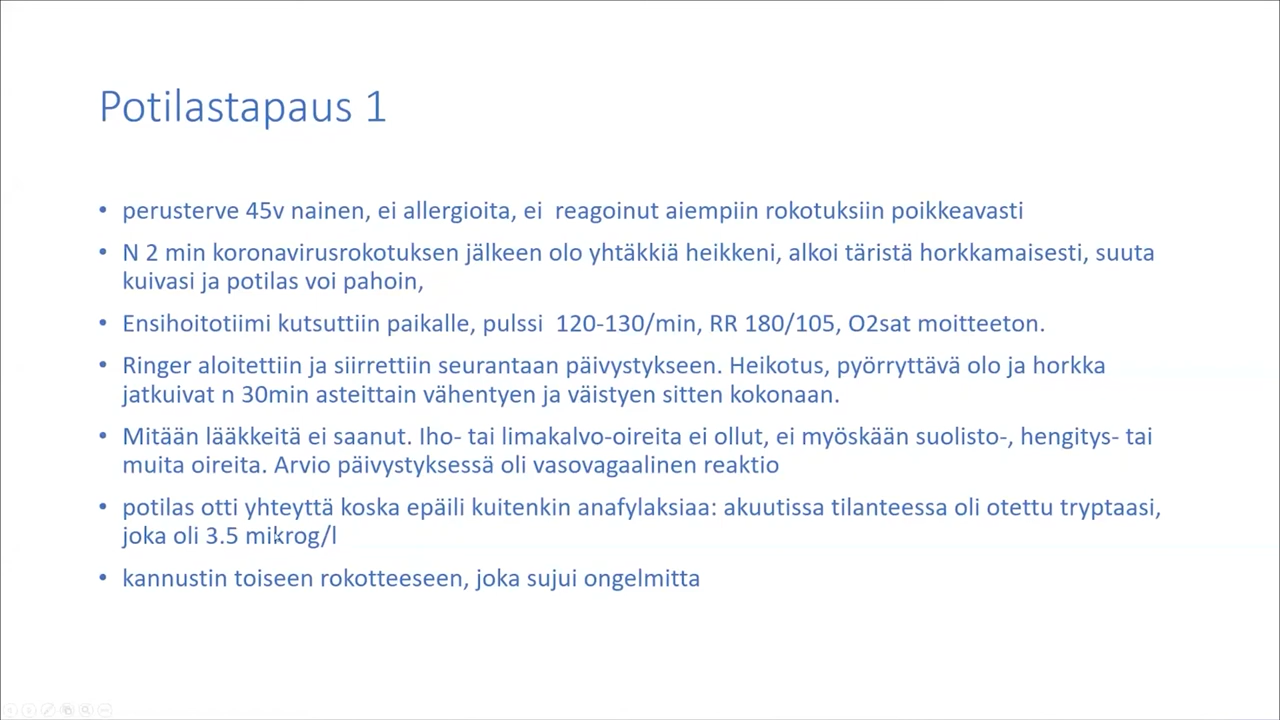 Potilastapaus 1
• perusterve 45v nainen, ei allergioita, ei  reagoinut aiempiin rokotuksiin poikkeavasti
• N 2 min koronavirusrokotuksen jälkeen olo yhtäkkiä heikkeni, alkoi täristä horkkamaisesti, suuta
kuivasi ja potilas voi pahoin,
• Ensihoitotiimi kutsuttiin paikalle, pulssi  120-130/min, RR 180/105, O2sat moitteeton.
• Ringer aloitettiin ja siirrettiin seurantaan päivystykseen. Heikotus, pyörryttävä olo ja horkka
jatkuivat n 30min asteittain vähentyen ja väistyen sitten kokonaan.
• Mitään lääkkeitä ei saanut. Iho- tai limakalvo-oireita ei ollut, ei myöskään suolisto-, hengitys- tai
muita oireita. Arvio päivystyksessä oli vasovagaalinen reaktio
• potilas otti yhteyttä koska epäili kuitenkin anafylaksiaa: akuutissa tilanteessa oli otettu tryptaasi,
joka oli 3.5 mikrog/l
• kannustin toiseen rokotteeseen, joka sujui ongelmitta